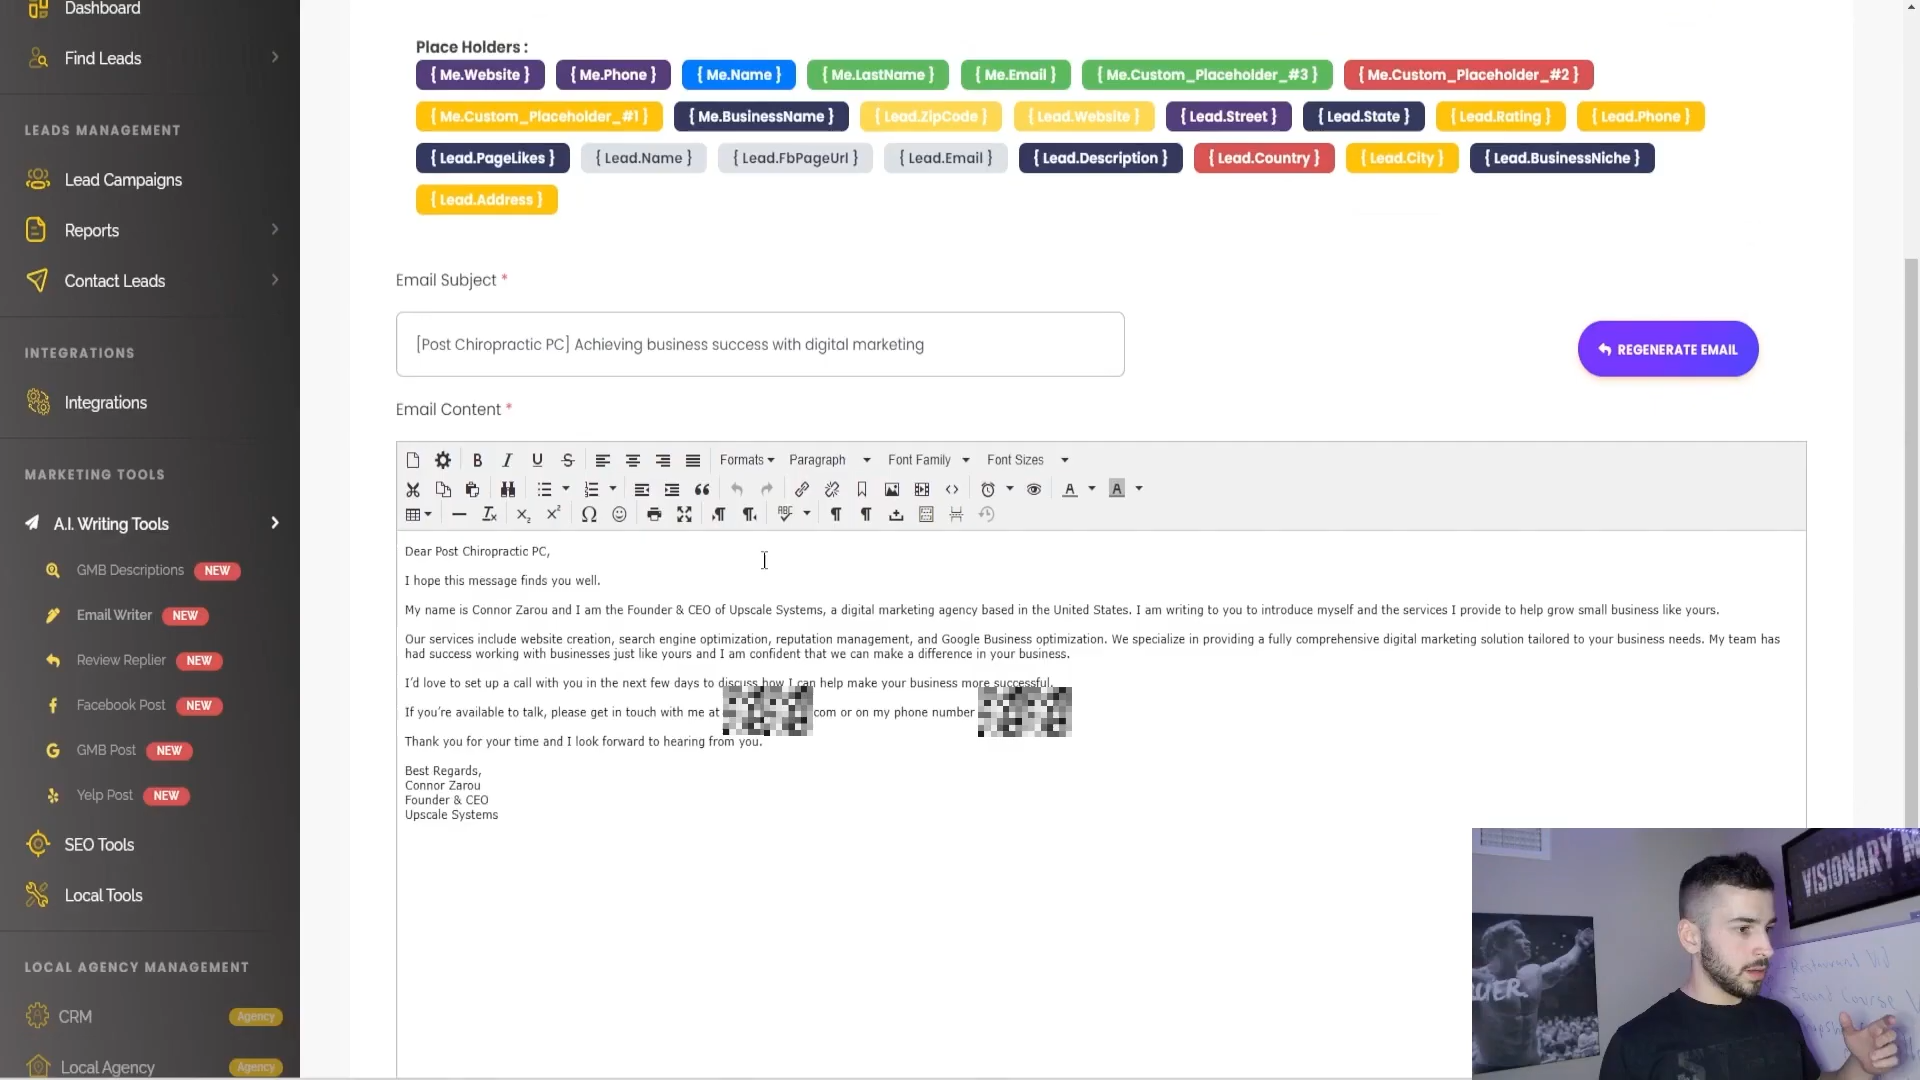 Dashboard
Find Leads
LEADS MANAGEMENT
Lead Campaigns
Reports
Contact Leads
INTEGRATIONS
Integrations
MARKETING TOOLS
A.I. Writing Tools
GMB Descriptions NEW
Email Writer NEW
Review Replier NEW
Facebook Post NEW
GMB Post NEW
Yelp Post NEW
SEO Tools
Local Tools
LOCAL AGENCY MANAGEMENT
CRM Agency
Local Agency Agency
Place Holders :
{ Me.Website } { Me.Phone } { Me.Name } { Me.LastName } { Me.Email } { Me.Custom_Placeholder_#3 } { Me.Custom_Placeholder_#2 }
{ Me.Custom_Placeholder_#1 } { Me.BusinessName } { Lead.ZipCode } { Lead.Website } { Lead.Street } { Lead.State } { Lead.Rating } { Lead.Phone }
{ Lead.PageLikes } { Lead.Name } { Lead.FbPageUrl } { Lead.Email } { Lead.Description } { Lead.Country } { Lead.City } { Lead.BusinessNiche }
{ Lead.Address }
Email Subject *
[Post Chiropractic PC] Achieving business success with digital marketing
REGENERATE EMAIL
Email Content *
Formats Paragraph Font Family Font Sizes
Dear Post Chiropractic PC,
I hope this message finds you well.
My name is Connor Zarou and I am the Founder & CEO of Upscale Systems, a digital marketing agency based in the United States. I am writing to you to introduce myself and the services I provide to help grow small business like yours.
Our services include website creation, search engine optimization, reputation management, and Google Business optimization. We specialize in providing a fully comprehensive digital marketing solution tailored to your business needs. My team has
had success working with businesses just like yours and I am confident that we can make a difference in your business.
I'd love to set up a call with you in the next few days to discuss how I can help make your business more successful.
If you're available to talk, please get in touch with me at com or on my phone number
Thank you for your time and I look forward to hearing from you.
Best Regards,
Connor Zarou
Founder & CEO
Upscale Systems
VISIONARY